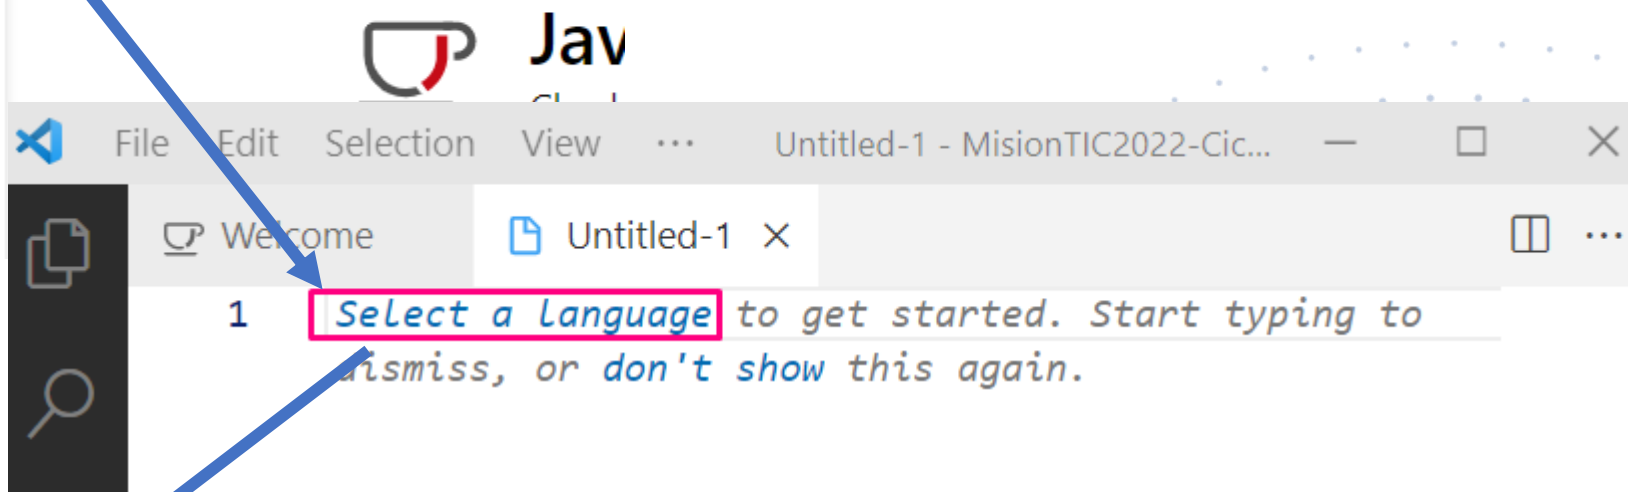 Jav
File Edit Selection View ··· Untitled-1 - MisionTIC2022-Cic...
Welcome Untitled-1
1 Select a language to get started. Start typing to
dismiss, or don't show this again.